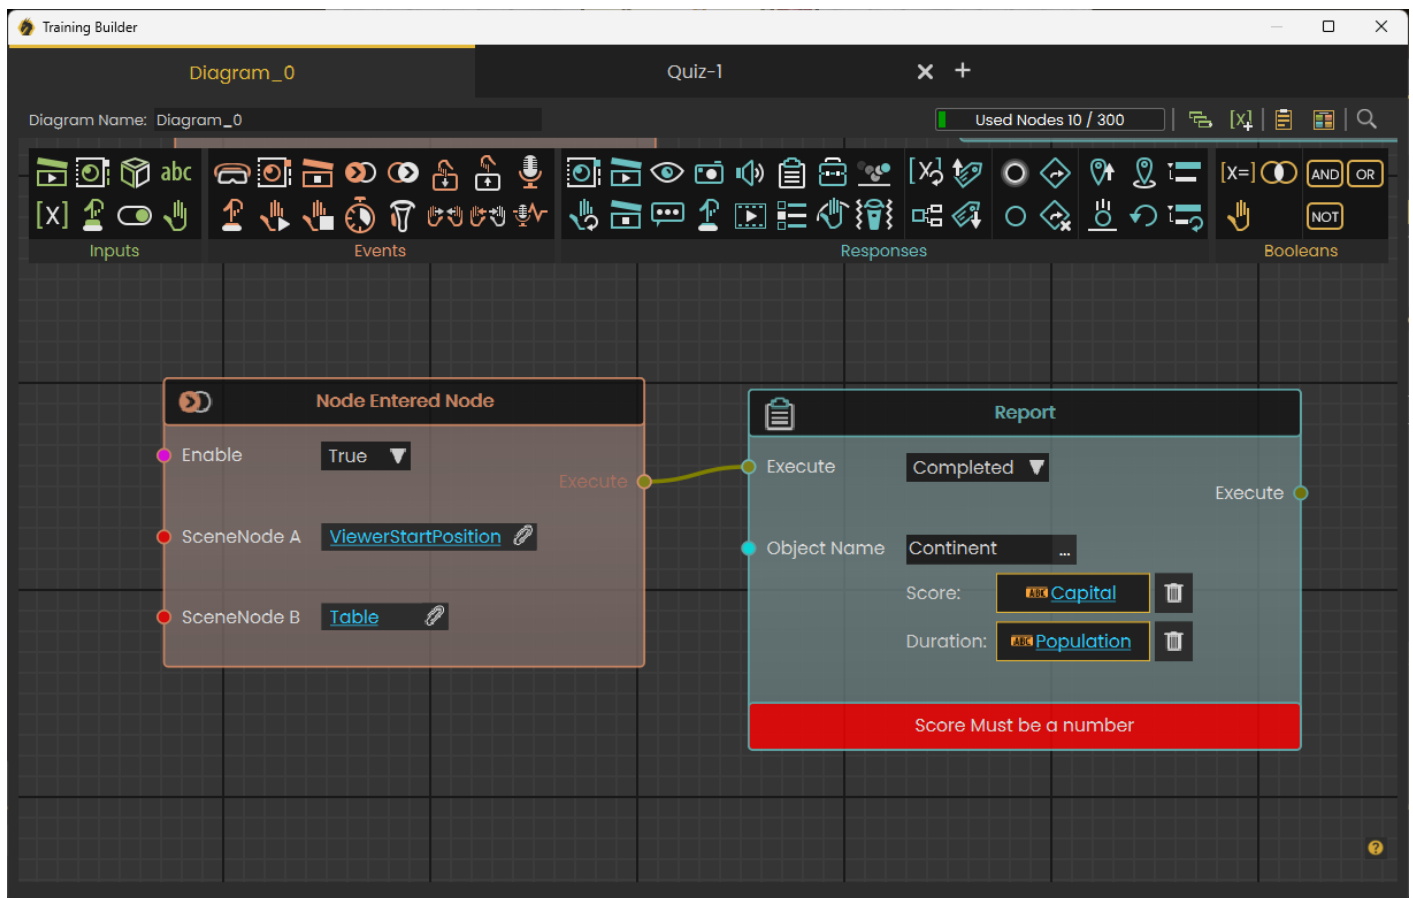 Training Builder
Diagram_0
Quiz-1
Diagram Name: Diagram_0
Used Nodes 10 / 300
abc
[X]
[X=]
AND
OR
NOT
Inputs
Events
Responses
Booleans
Node Entered Node
Enable
True
Execute
SceneNode A
ViewerStartPosition
SceneNode B
Table
Report
Execute
Completed
Execute
Object Name
Continent
...
Score:
ABC Capital
Duration:
ABC Population
Score Must be a number
?